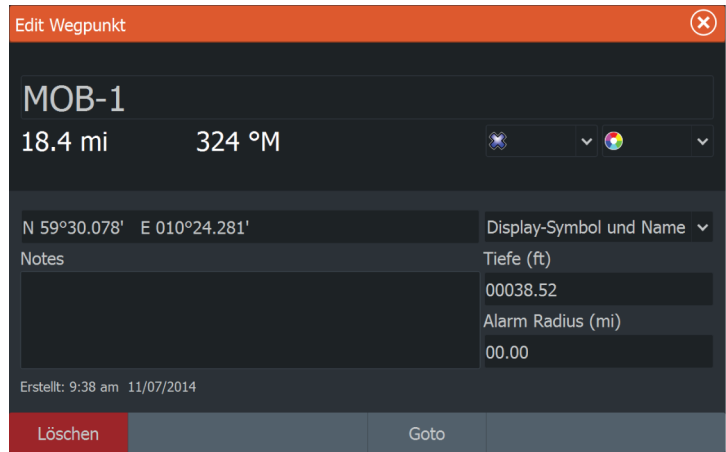 Edit Wegpunkt
MOB-1
18.4 mi 324 °M
N 59°30.078' E 010°24.281' Display-Symbol und Name
Notes Tiefe (ft)
00038.52
Alarm Radius (mi)
00.00
Erstellt: 9:38 am 11/07/2014
Löschen Goto